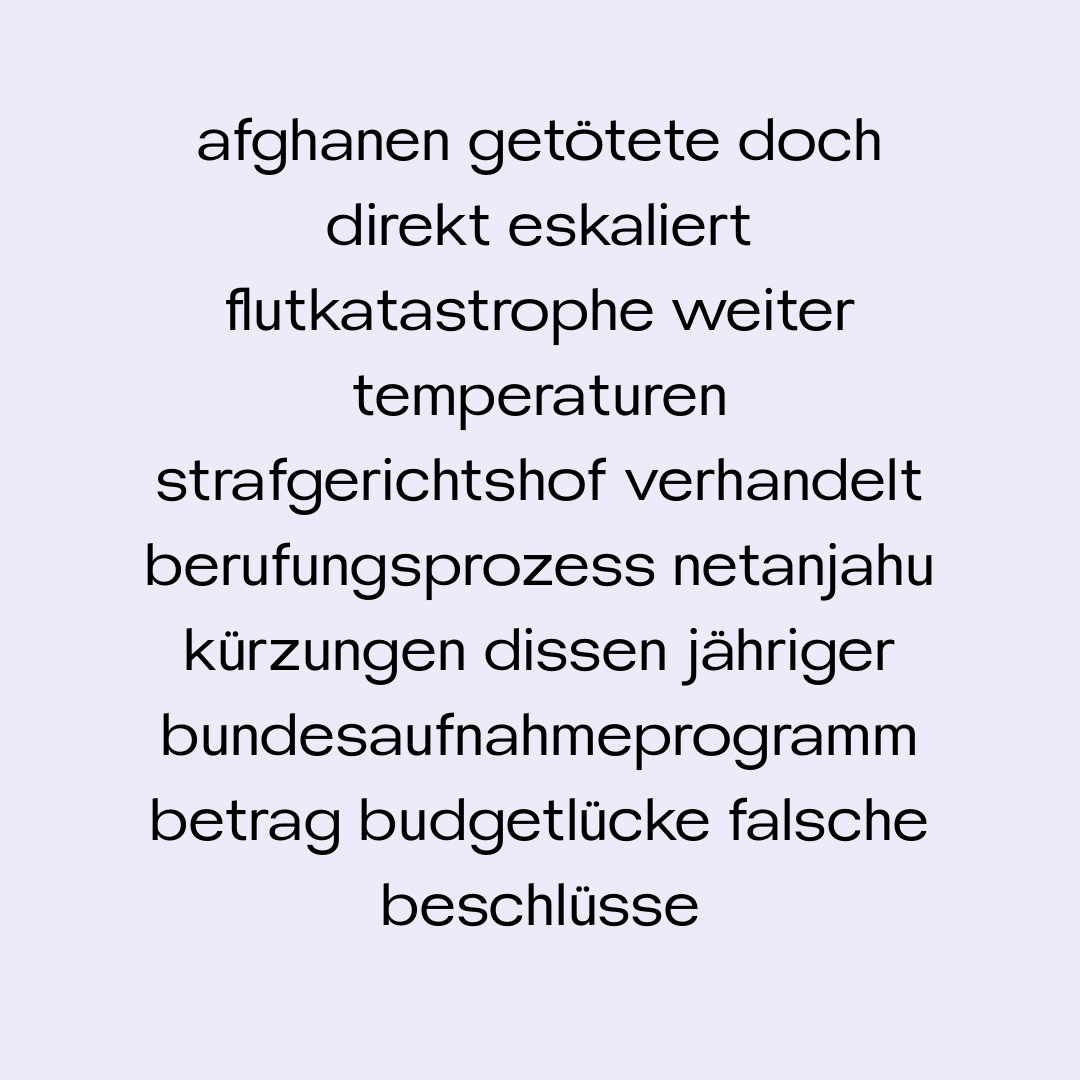 afghanen getötete doch
direkt eskaliert
flutkatastrophe weiter
temperaturen
strafgerichtshof verhandelt
berufungsprozess netanjahu
kürzungen dissen jähriger
bundesaufnahmeprogramm
betrag budgetlücke falsche
beschlüsse